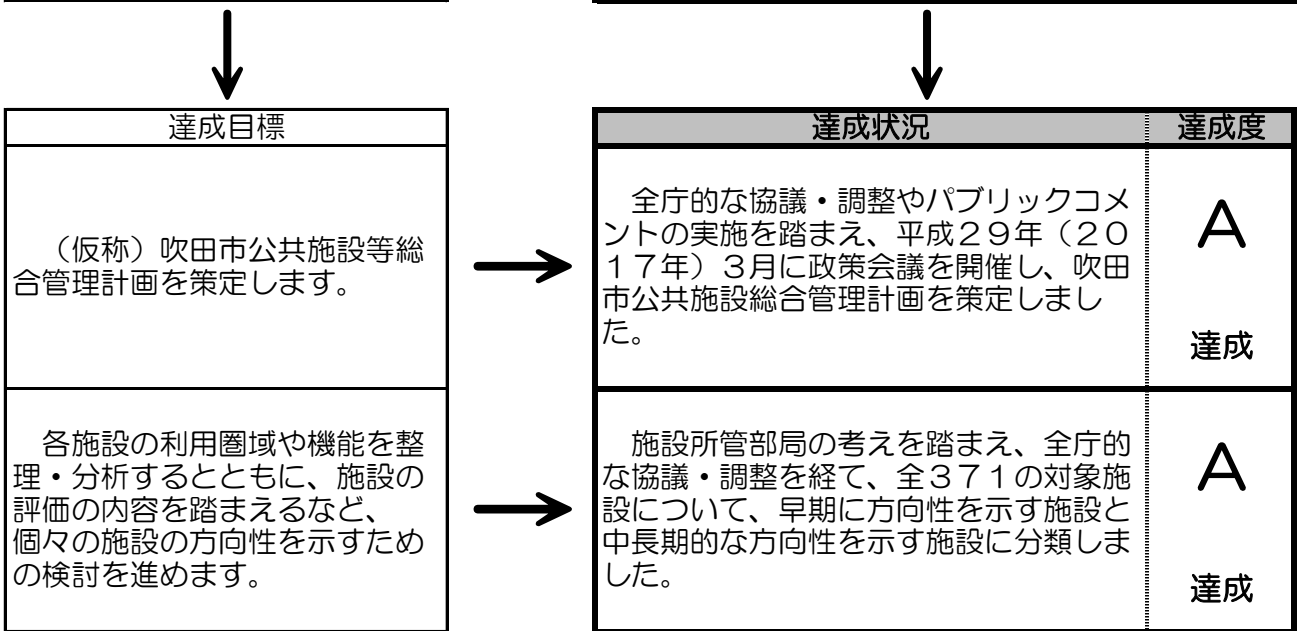 達成目標
（仮称）吹田市公共施設等総
合管理計画を策定します。
各施設の利用圏域や機能を整
理・分析するとともに、施設の
評価の内容を踏まえるなど、
個々の施設の方向性を示すため
の検討を進めます。
達成状況
達成度
全庁的な協議・調整やパブリックコメ
ントの実施を踏まえ、平成２９年（２０
１７年）３月に政策会議を開催し、吹田
市公共施設総合管理計画を策定しまし
た。
A
達成
施設所管部局の考えを踏まえ、全庁的
な協議・調整を経て、全３７１の対象施
設について、早期に方向性を示す施設と
中長期的な方向性を示す施設に分類しま
した。
A
達成